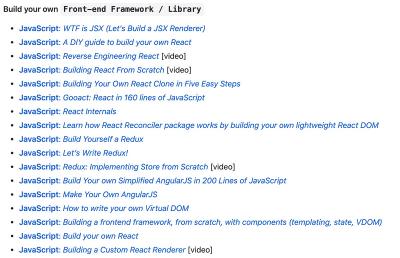 Build your own Front-end Framework / Library
• JavaScript: WTF is JSX (Let's Build a JSX Renderer)
• JavaScript: A DIY guide to build your own React
• JavaScript: Reverse Engineering React [video]
• JavaScript: Building React From Scratch [video]
• JavaScript: Building Your Own React Clone in Five Easy Steps
• JavaScript: Gooact: React in 160 lines of JavaScript
• JavaScript: React Internals
• JavaScript: Learn how React Reconciler package works by building your own lightweight React DOM
• JavaScript: Build Yourself a Redux
• JavaScript: Let's Write Redux!
• JavaScript: Redux: Implementing Store from Scratch [video]
• JavaScript: Build Your own Simplified AngularJS in 200 Lines of JavaScript
• JavaScript: Make Your Own AngularJS
• JavaScript: How to write your own Virtual DOM
• JavaScript: Building a frontend framework, from scratch, with components (templating, state, VDOM)
• JavaScript: Build your own React
• JavaScript: Building a Custom React Renderer [video]